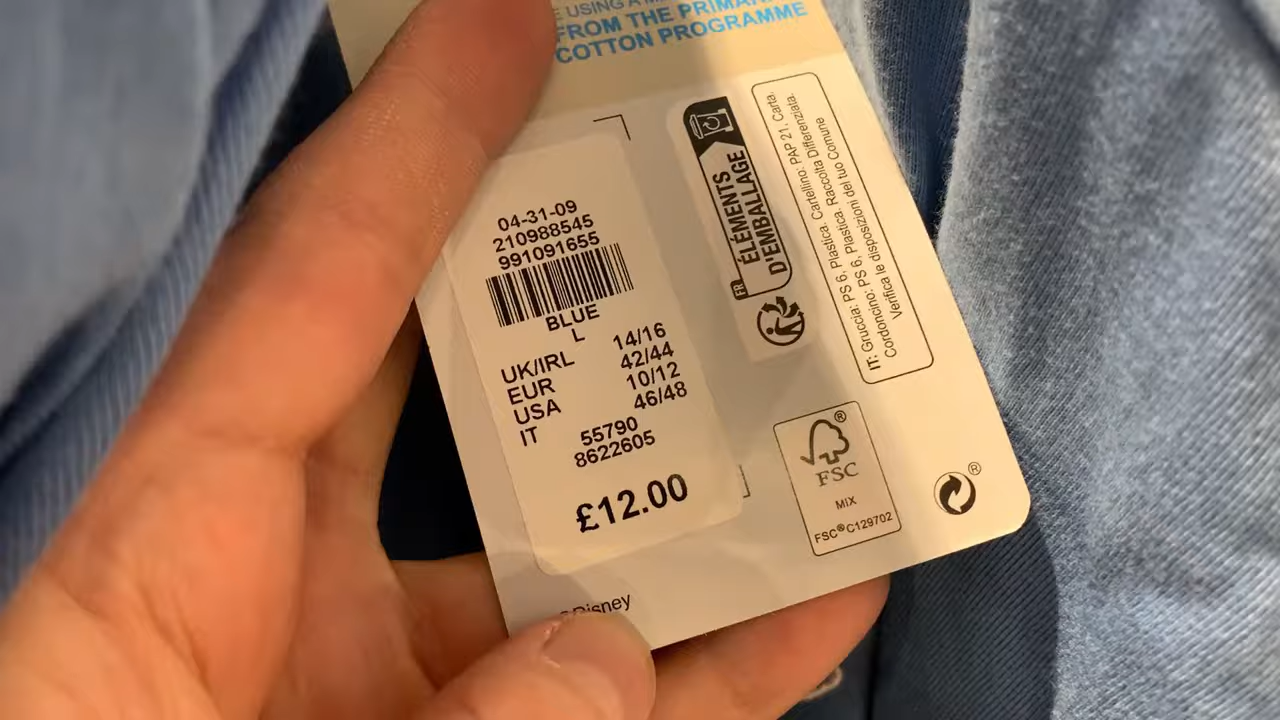 E USING A M
FROM THE PRIMAR
COTTON PROGRAMME
04-31-09
210988545
991091655
BLUE
L
UK/IRL 14/16
EUR 42/44
USA 10/12
IT 46/48
55790
8622605
£12.00
FR
ÉLÉMENTS
D'EMBALLAGE
IT: Gruccia: PS 6, Plastica, Cartellino: PAP 21, Carta,
Cordoncino: PS 6, Plastica, Raccolta Differenziata.
Verifica le disposizioni del tuo Comune
®
FSC
MIX
FSC® C129702
®
©Disney